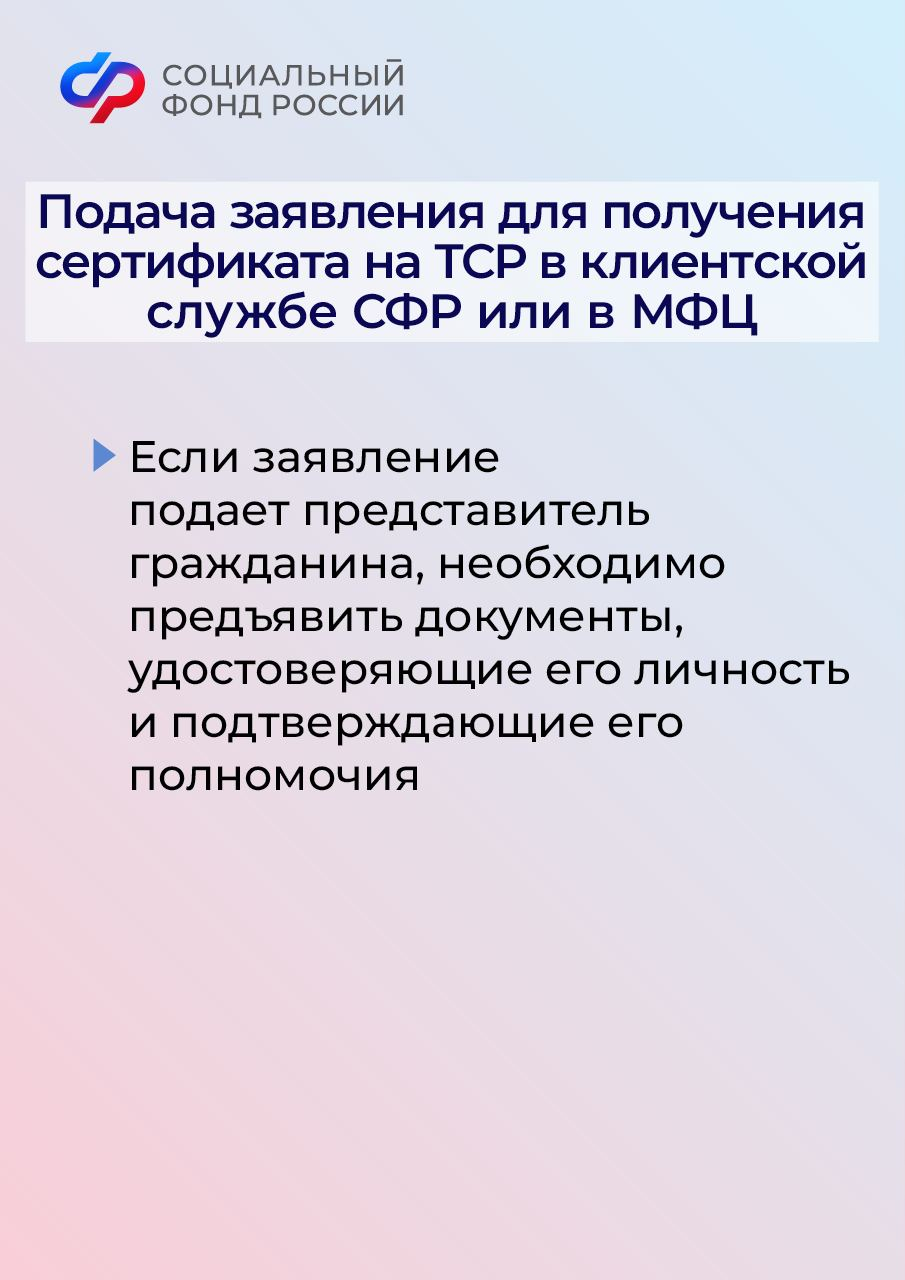 СОЦИАЛЬНЫЙ
ФОНД РОССИИ
Подача заявления для получения
сертификата на ТСР в клиентской
службе СФР или в МФЦ
Если заявление
подает представитель
гражданина, необходимо
предъявить документы,
удостоверяющие его личность
и подтверждающие его
полномочия